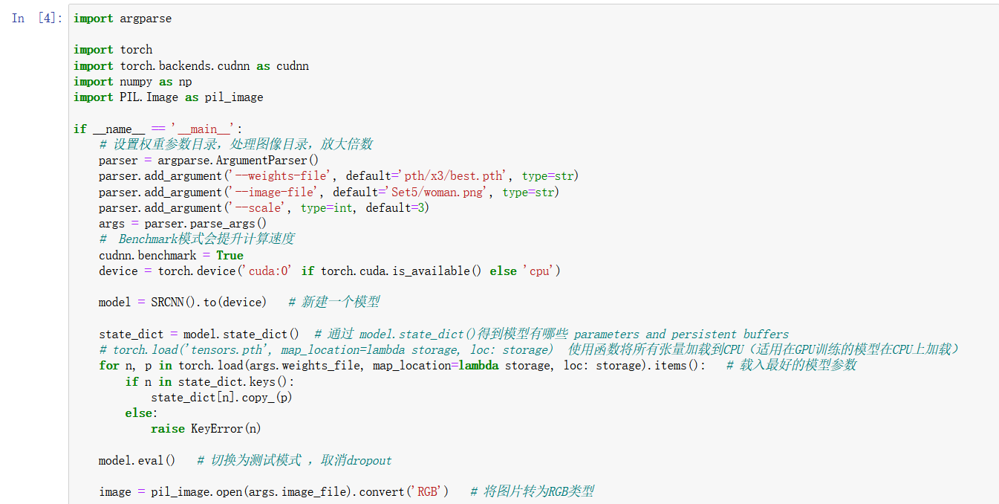 In [4]:
import argparse
import torch
import torch.backends.cudnn as cudnn
import numpy as np
import PIL.Image as pil_image
if __name__ == '__main__':
    # 设置权重参数目录，处理图像目录，放大倍数
    parser = argparse.ArgumentParser()
    parser.add_argument('--weights-file', default='pth/x3/best.pth', type=str)
    parser.add_argument('--image-file', default='Set5/woman.png', type=str)
    parser.add_argument('--scale', type=int, default=3)
    args = parser.parse_args()
    #  Benchmark模式会提升计算速度
    cudnn.benchmark = True
    device = torch.device('cuda:0' if torch.cuda.is_available() else 'cpu')
    model = SRCNN().to(device)   # 新建一个模型
    state_dict = model.state_dict()  # 通过 model.state_dict()得到模型有哪些 parameters and persistent buffers
    # torch.load('tensors.pth', map_location=lambda storage, loc: storage)  使用函数将所有张量加载到CPU（适用在GPU训练的模型在CPU上加载）
    for n, p in torch.load(args.weights_file, map_location=lambda storage, loc: storage).items():   # 载入最好的模型参数
        if n in state_dict.keys():
            state_dict[n].copy_(p)
        else:
            raise KeyError(n)
    model.eval()   # 切换为测试模式 ，取消dropout
    image = pil_image.open(args.image_file).convert('RGB')   # 将图片转为RGB类型